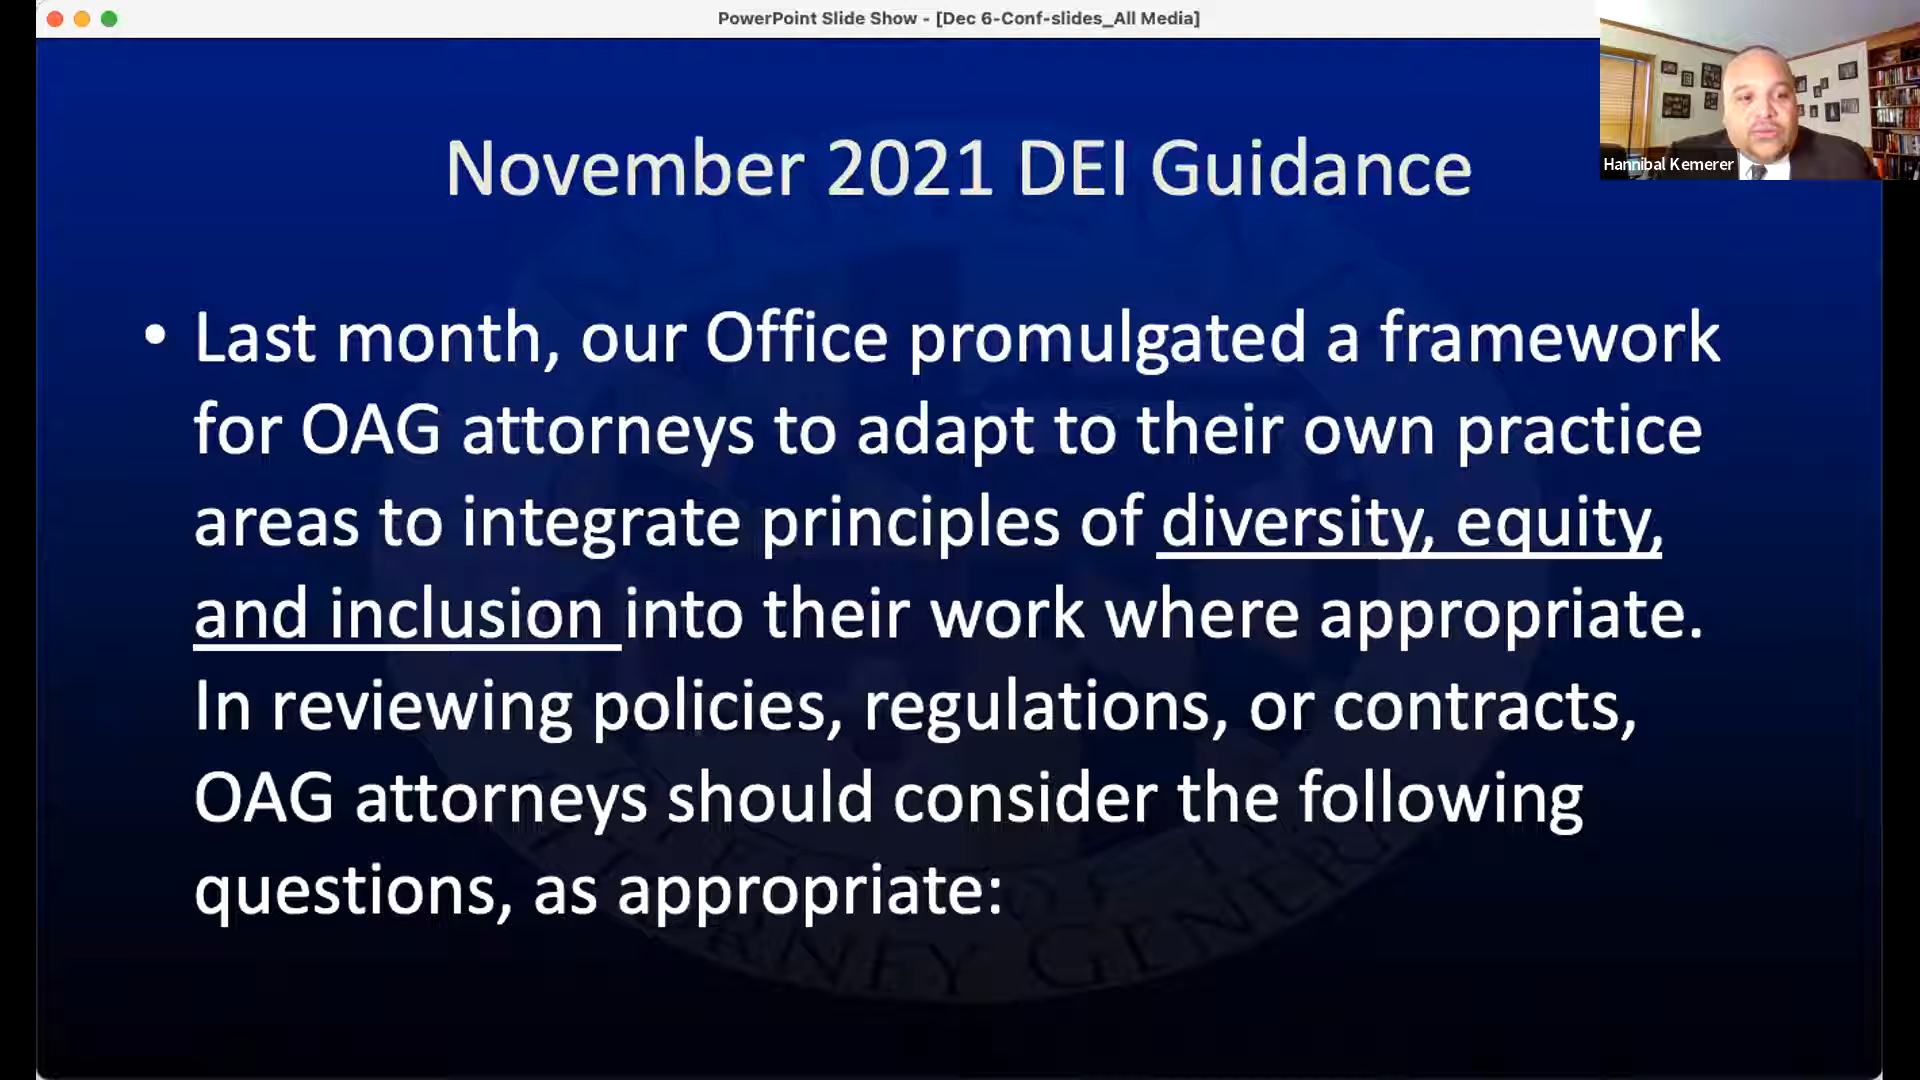 PowerPoint Slide Show - [Dec 6-Conf-slides_All Media]
Hannibal Kemerer
November 2021 DEI Guidance
• Last month, our Office promulgated a framework
for OAG attorneys to adapt to their own practice
areas to integrate principles of diversity, equity,
and inclusion into their work where appropriate.
In reviewing policies, regulations, or contracts,
OAG attorneys should consider the following
questions, as appropriate:
ATTORNEY GENERAL